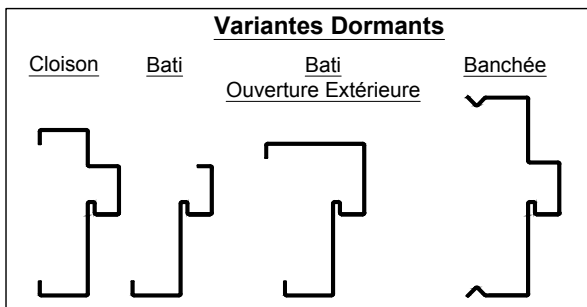 Variantes Dormants
Cloison
Bati
Bati
Ouverture Extérieure
Banchée